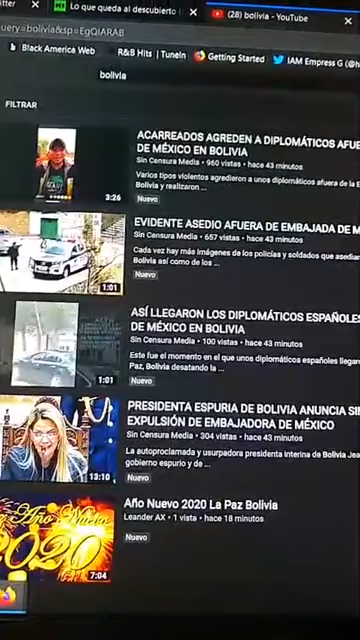 tter
Lo que queda al descubierto
(28) bolivia - YouTube
uery=bolivia&sp=EgQIARAB
Black America Web
R&B Hits | TuneIn
Getting Started
IAM Empress G (@h
bolivia
FILTRAR
ACARREADOS AGREDEN A DIPLOMÁTICOS AFUE
DE MÉXICO EN BOLIVIA
Sin Censura Media • 960 vistas • hace 43 minutos
Varios tipos violentos agredieron a unos diplomáticos afuera de la E
Bolivia y realizaron ...
Nuevo
3:26
EVIDENTE ASEDIO AFUERA DE EMBAJADA DE M
Sin Censura Media • 657 vistas • hace 43 minutos
Cada vez hay más imágenes de los policías y soldados que asedian
Bolivia así como de los ...
Nuevo
1:01
ASÍ LLEGARON LOS DIPLOMÁTICOS ESPAÑOLES
DE MÉXICO EN BOLIVIA
Sin Censura Media • 100 vistas • hace 43 minutos
Este fue el momento en el que unos diplomáticos españoles llegar
Paz, Bolivia desatando la ...
Nuevo
1:01
PRESIDENTA ESPURIA DE BOLIVIA ANUNCIA SI
EXPULSIÓN DE EMBAJADORA DE MÉXICO
Sin Censura Media • 304 vistas • hace 43 minutos
La autoproclamada y usurpadora presidenta interina de Bolivia Jea
gobierno espurio y de ...
Nuevo
13:10
Año Nuevo 2020 La Paz Bolivia
Leander AX • 1 vista • hace 18 minutos
Nuevo
Año Nuevo
2020
7:04